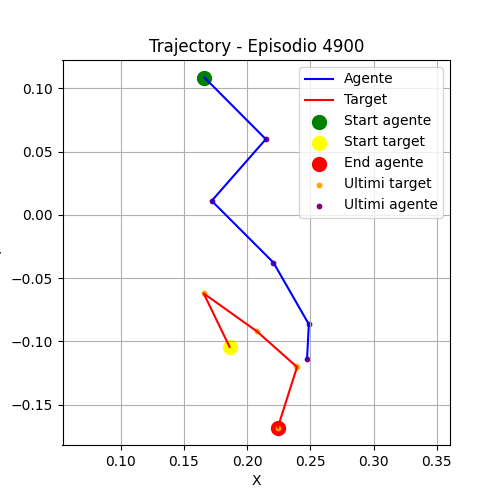 Trajectory - Episodio 4900
Agente
Target
Start agente
Start target
End agente
Ultimi target
Ultimi agente
0.10
0.05
0.00
−0.05
−0.10
−0.15
0.10
0.15
0.20
0.25
0.30
0.35
X